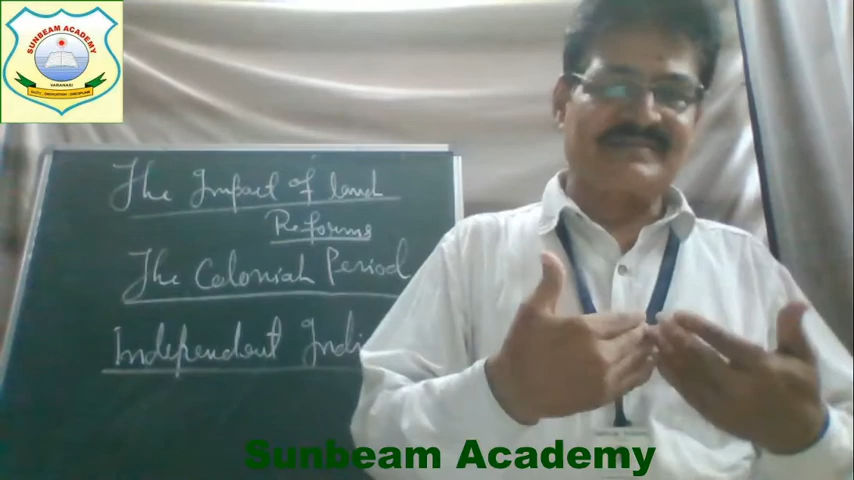 SUNBEAM ACADEMY
VARANASI
The Impact of land
Reforms
The Colonial Period
Independent Indi
Sunbeam Academy